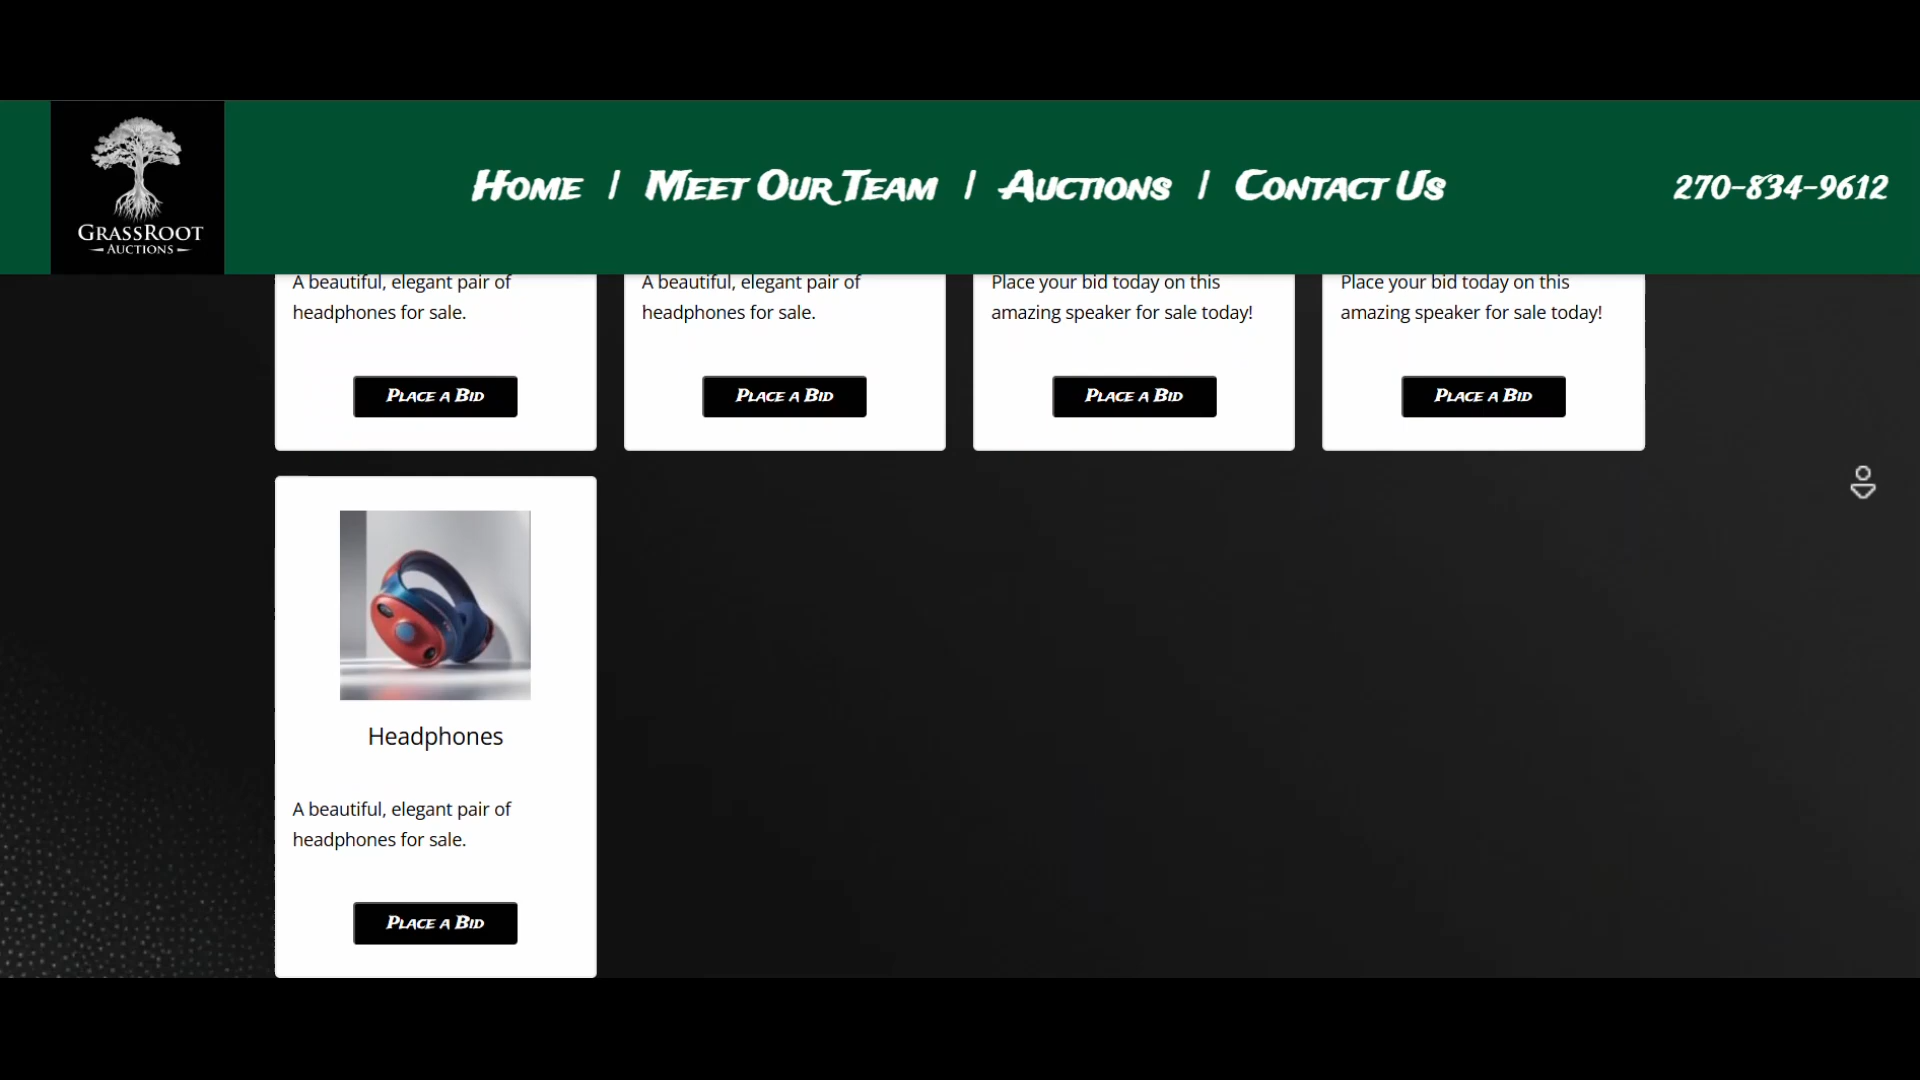 GRASSROOT
AUCTIONS
HOME / MEET OUR TEAM / AUCTIONS / CONTACT US
270-834-9612
A beautiful, elegant pair of
headphones for sale.
PLACE A BID
A beautiful, elegant pair of
headphones for sale.
PLACE A BID
Place your bid today on this
amazing speaker for sale today!
PLACE A BID
Place your bid today on this
amazing speaker for sale today!
PLACE A BID
Headphones
A beautiful, elegant pair of
headphones for sale.
PLACE A BID